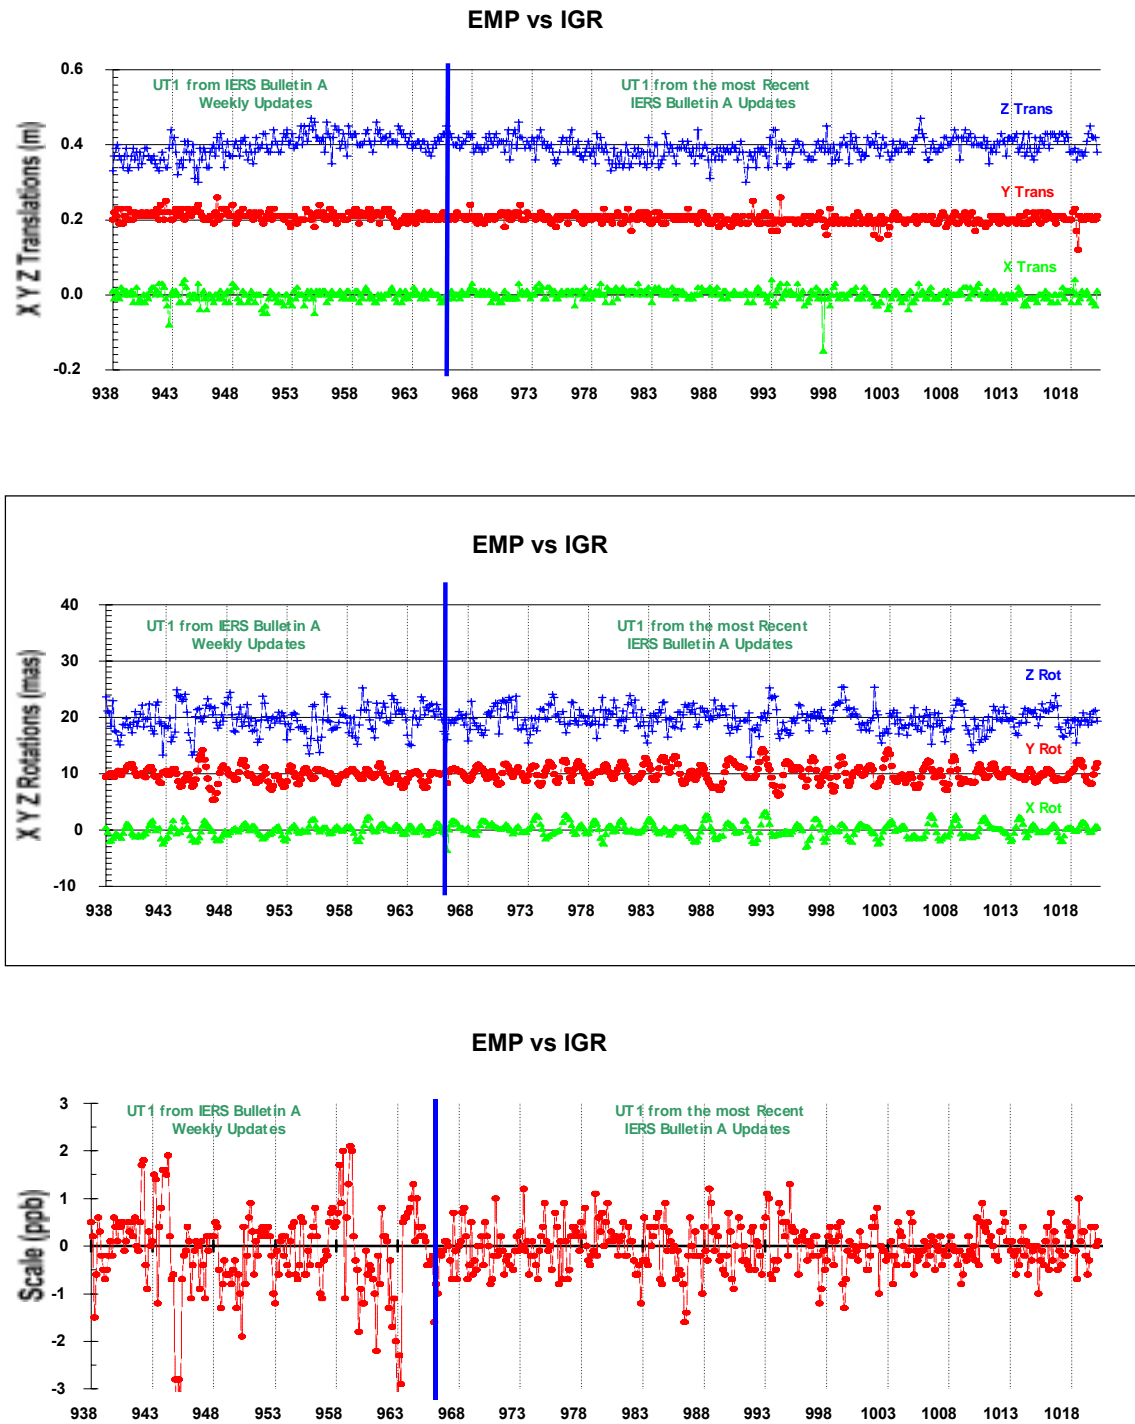 EMP vs IGR
0.6
UT1 from IERS Bulletin A
Weekly Updates
UT1 from the most Recent
IERS Bulletin A Updates
Z Trans
0.4
Y Trans
0.2
X Trans
0.0
-0.2
X Y Z Translations (m)
938 943 948 953 958 963 968 973 978 983 988 993 998 1003 1008 1013 1018
EMP vs IGR
40
UT1 from IERS Bulletin A
Weekly Updates
UT1 from the most Recent
IERS Bulletin A Updates
30
Z Rot
20
Y Rot
10
X Rot
0
-10
X Y Z Rotations (mas)
938 943 948 953 958 963 968 973 978 983 988 993 998 1003 1008 1013 1018
EMP vs IGR
3
UT1 from IERS Bulletin A
Weekly Updates
UT1 from the most Recent
IERS Bulletin A Updates
2
1
0
-1
-2
-3
Scale (ppb)
938 943 948 953 958 963 968 973 978 983 988 993 998 1003 1008 1013 1018